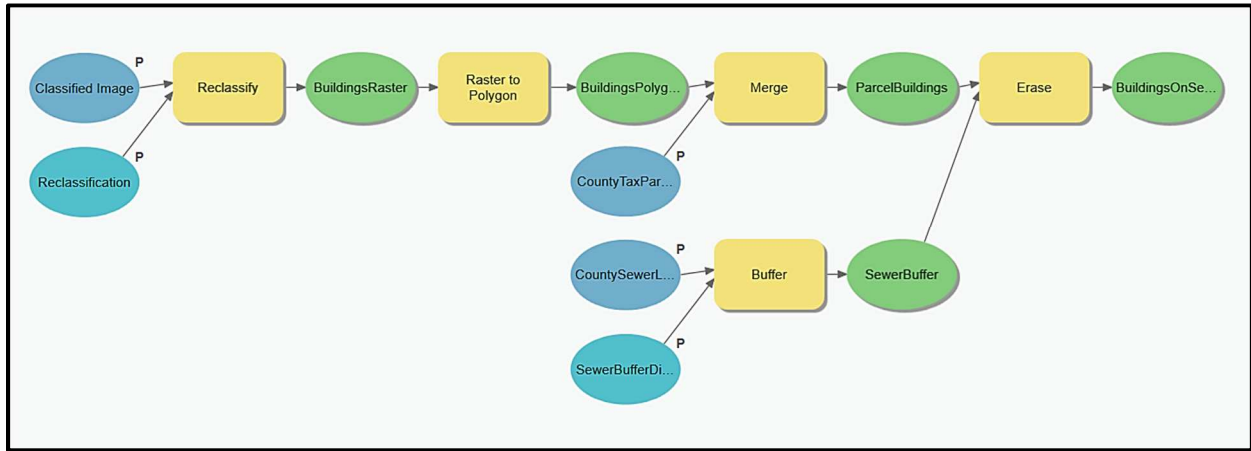 P
Classified Image
Reclassify
BuildingsRaster
Raster to
Polygon
BuildingsPolyg...
Merge
ParcelBuildings
Erase
BuildingsOnSe...
P
Reclassification
P
CountyTaxPar...
P
CountySewerL...
Buffer
SewerBuffer
P
SewerBufferDi...